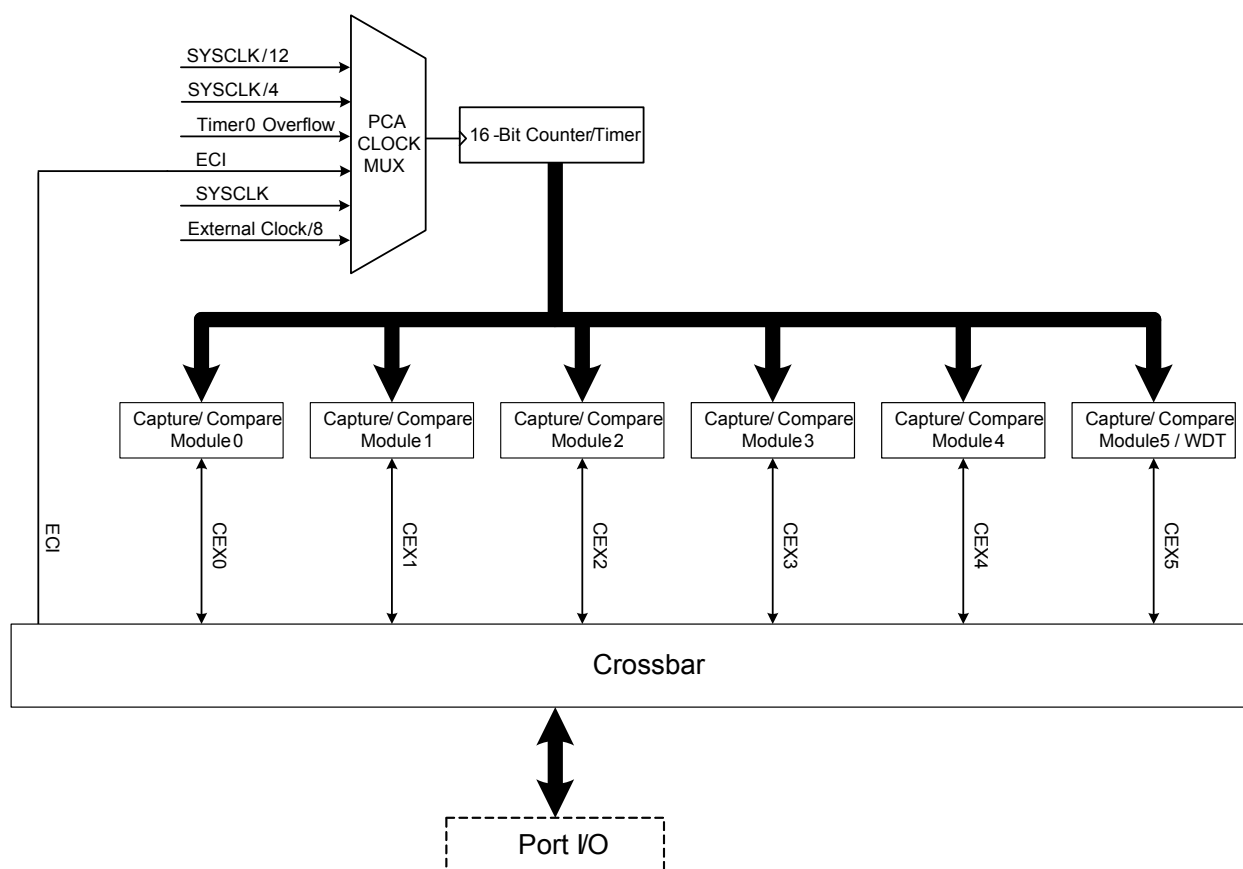 SYSCLK/12
SYSCLK/4
Timer0 Overflow
ECI
SYSCLK
External Clock/8
PCA
CLOCK
MUX
16 -Bit Counter/Timer
Capture/ Compare
Module 0
Capture/ Compare
Module 1
Capture/ Compare
Module 2
Capture/ Compare
Module 3
Capture/ Compare
Module 4
Capture/ Compare
Module5 / WDT
ECI
CEX0
CEX1
CEX2
CEX3
CEX4
CEX5
Crossbar
Port I/O